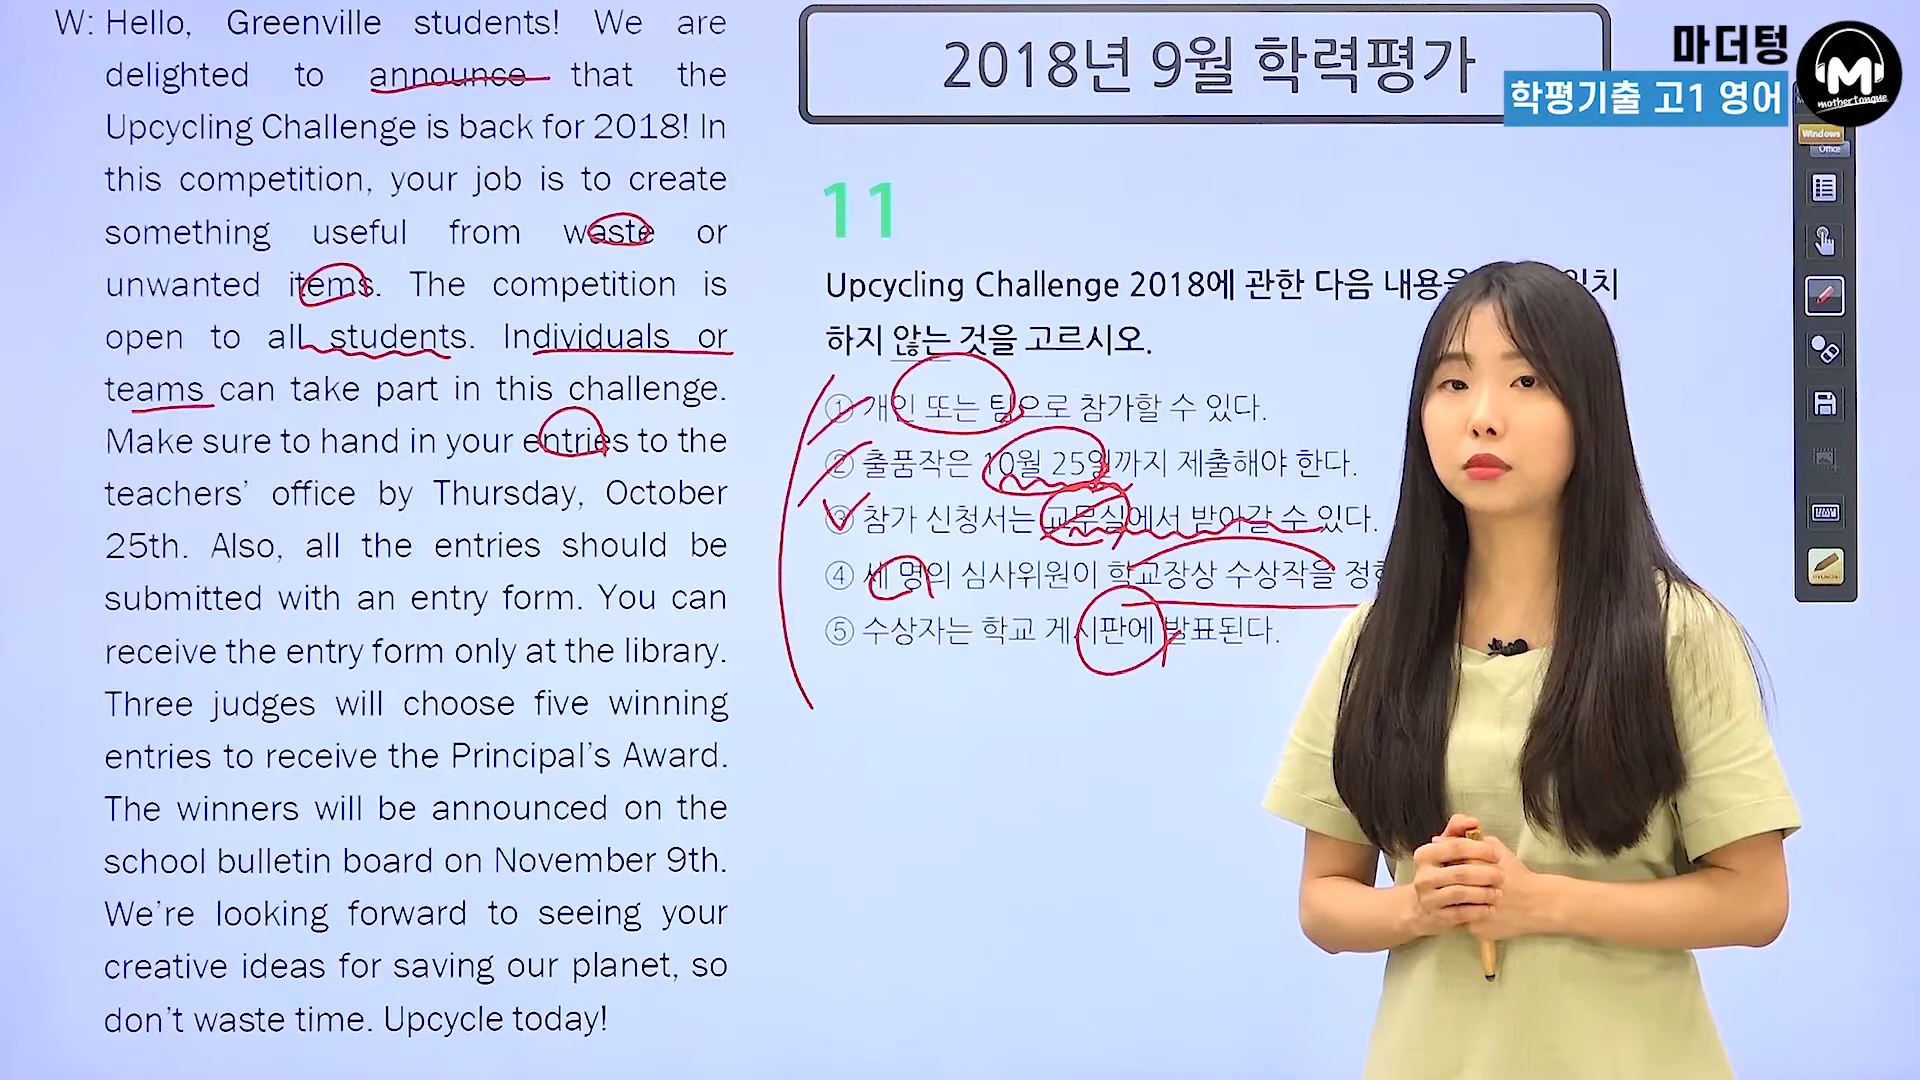 W: Hello, Greenville students! We are
delighted to announce that the
Upcycling Challenge is back for 2018! In
this competition, your job is to create
something useful from waste or
unwanted items. The competition is
open to all students. Individuals or
teams can take part in this challenge.
Make sure to hand in your entries to the
teachers' office by Thursday, October
25th. Also, all the entries should be
submitted with an entry form. You can
receive the entry form only at the library.
Three judges will choose five winning
entries to receive the Principal's Award.
The winners will be announced on the
school bulletin board on November 9th.
We're looking forward to seeing your
creative ideas for saving our planet, so
don't waste time. Upcycle today!
2018년 9월 학력평가
마더텅
학평기출 고1 영어
M
mothertongue
Windows
Office
11
Upcycling Challenge 2018에 관한 다음 내용을 일치
하지 않는 것을 고르시오.
① 개인 또는 팀으로 참가할 수 있다.
② 출품작은 10월 25일까지 제출해야 한다.
③ 참가 신청서는 교무실에서 받아갈 수 있다.
④ 세 명의 심사위원이 학교장상 수상작을
⑤ 수상자는 학교 게시판에 발표된다.